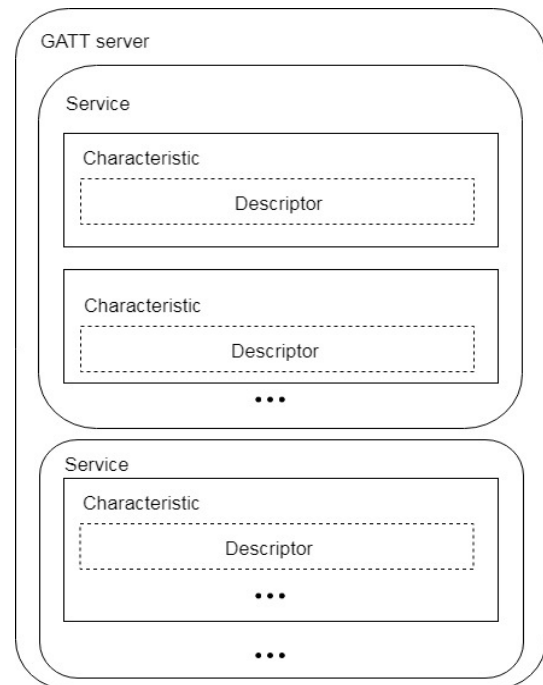 GATT server
Service
Characteristic
Descriptor
Characteristic
Descriptor
•••
Service
Characteristic
Descriptor
•••
•••